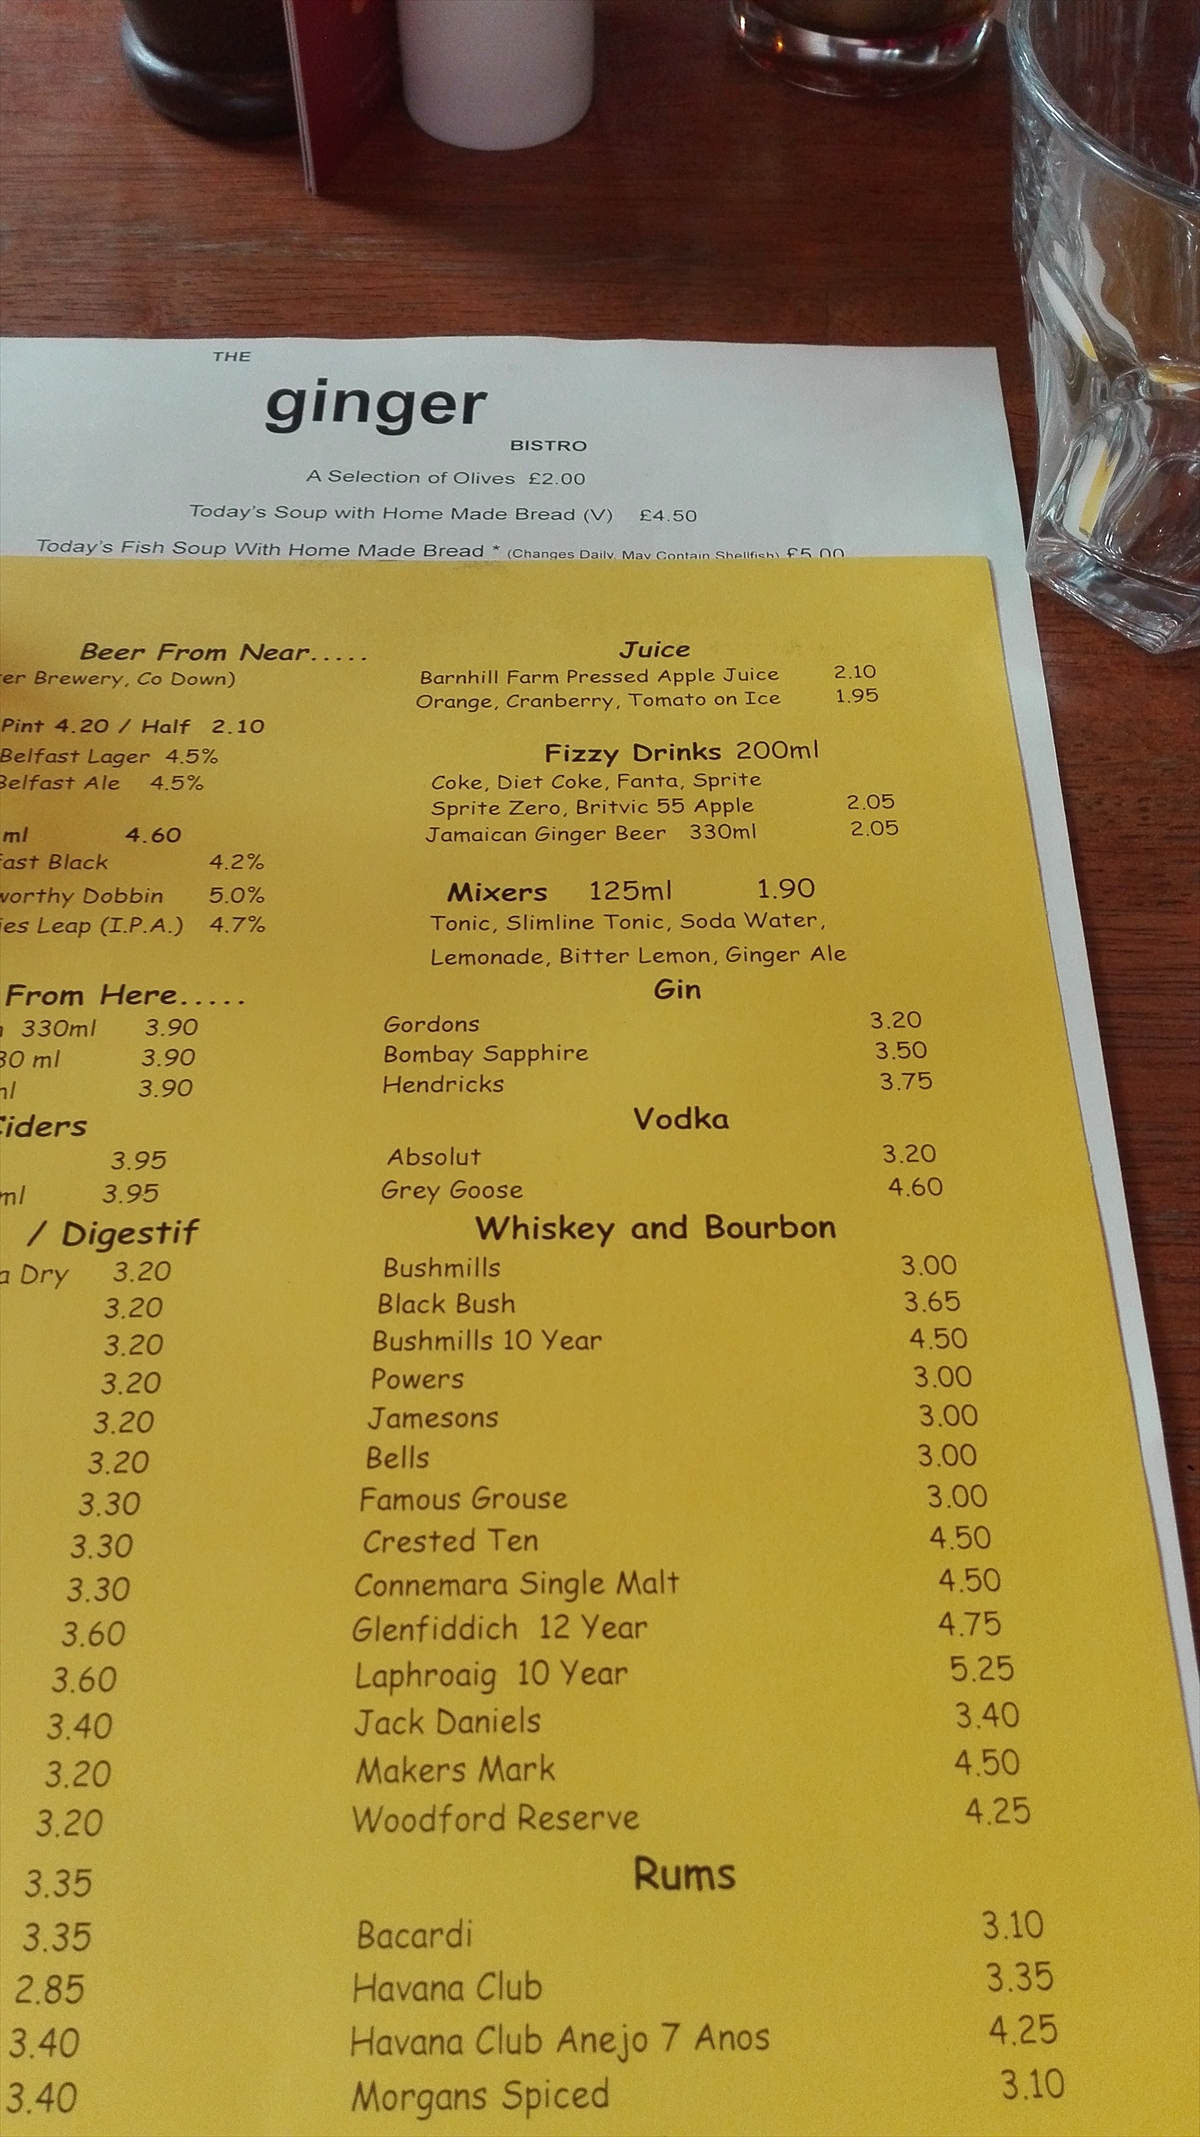 THE
ginger
BISTRO
A Selection of Olives £2.00
Today's Soup with Home Made Bread (V) £4.50
Today's Fish Soup With Home Made Bread * (Changes Daily, May Contain Shellfish) £5.00
Beer From Near.....
er Brewery, Co Down)
Pint 4.20 / Half 2.10
Belfast Lager 4.5%
Belfast Ale 4.5%
ml 4.60
fast Black 4.2%
worthy Dobbin 5.0%
ies Leap (I.P.A.) 4.7%
From Here.....
330ml 3.90
30 ml 3.90
ml 3.90
Ciders
3.95
ml 3.95
/ Digestif
a Dry 3.20
3.20
3.20
3.20
3.20
3.20
3.30
3.30
3.30
3.60
3.60
3.40
3.20
3.20
3.35
3.35
2.85
3.40
3.40
Juice
Barnhill Farm Pressed Apple Juice 2.10
Orange, Cranberry, Tomato on Ice 1.95
Fizzy Drinks 200ml
Coke, Diet Coke, Fanta, Sprite
Sprite Zero, Britvic 55 Apple 2.05
Jamaican Ginger Beer 330ml 2.05
Mixers 125ml 1.90
Tonic, Slimline Tonic, Soda Water,
Lemonade, Bitter Lemon, Ginger Ale
Gin
Gordons 3.20
Bombay Sapphire 3.50
Hendricks 3.75
Vodka
Absolut 3.20
Grey Goose 4.60
Whiskey and Bourbon
Bushmills 3.00
Black Bush 3.65
Bushmills 10 Year 4.50
Powers 3.00
Jamesons 3.00
Bells 3.00
Famous Grouse 3.00
Crested Ten 4.50
Connemara Single Malt 4.50
Glenfiddich 12 Year 4.75
Laphroaig 10 Year 5.25
Jack Daniels 3.40
Makers Mark 4.50
Woodford Reserve 4.25
Rums
Bacardi 3.10
Havana Club 3.35
Havana Club Anejo 7 Anos 4.25
Morgans Spiced 3.10